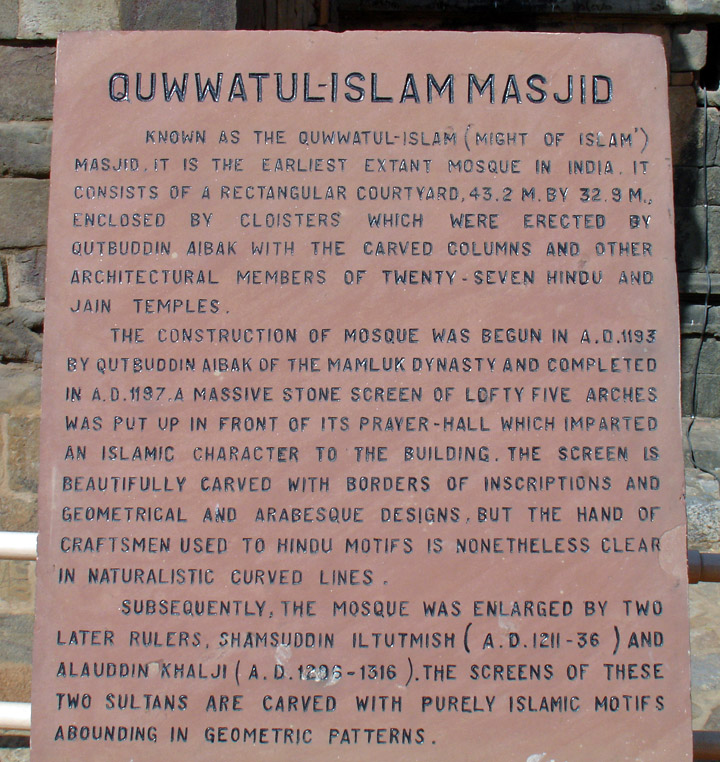 QUWWATUL-ISLAM MASJID
KNOWN AS THE QUWWATUL-ISLAM (MIGHT OF ISLAM')
MASJID, IT IS THE EARLIEST EXTANT MOSQUE IN INDIA. IT
CONSISTS OF A RECTANGULAR COURTYARD, 43.2 M. BY 32.9 M.,
ENCLOSED BY CLOISTERS WHICH WERE ERECTED BY
QUTBUDDIN AIBAK WITH THE CARVED COLUMNS AND OTHER
ARCHITECTURAL MEMBERS OF TWENTY-SEVEN HINDU AND
JAIN TEMPLES.
THE CONSTRUCTION OF MOSQUE WAS BEGUN IN A.D. 1193
BY QUTBUDDIN AIBAK OF THE MAMLUK DYNASTY AND COMPLETED
IN A.D. 1197. A MASSIVE STONE SCREEN OF LOFTY FIVE ARCHES
WAS PUT UP IN FRONT OF ITS PRAYER-HALL WHICH IMPARTED
AN ISLAMIC CHARACTER TO THE BUILDING. THE SCREEN IS
BEAUTIFULLY CARVED WITH BORDERS OF INSCRIPTIONS AND
GEOMETRICAL AND ARABESQUE DESIGNS, BUT THE HAND OF
CRAFTSMEN USED TO HINDU MOTIFS IS NONETHELESS CLEAR
IN NATURALISTIC CURVED LINES.
SUBSEQUENTLY, THE MOSQUE WAS ENLARGED BY TWO
LATER RULERS, SHAMSUDDIN ILTUTMISH (A.D. 1211-36) AND
ALAUDDIN KHALJI (A.D. 1296-1316). THE SCREENS OF THESE
TWO SULTANS ARE CARVED WITH PURELY ISLAMIC MOTIFS
ABOUNDING IN GEOMETRIC PATTERNS.